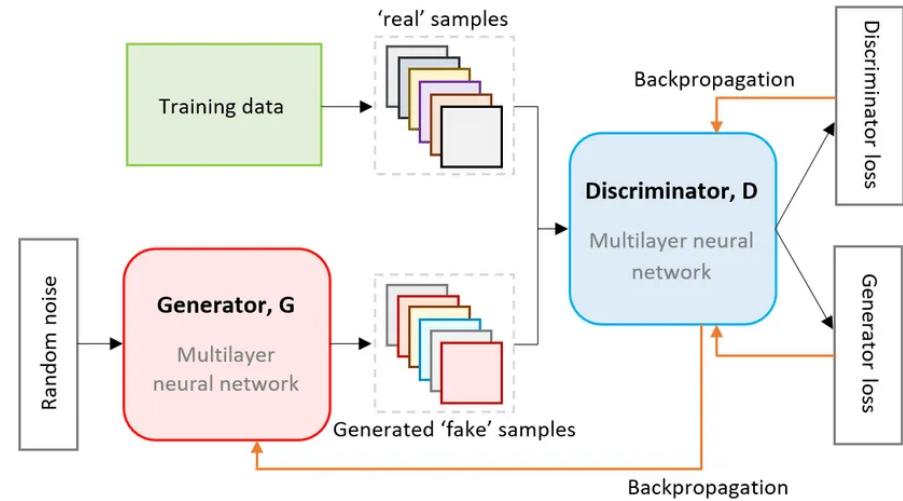 ‘real’ samples
Training data
Backpropagation
Discriminator loss
Discriminator, D
Multilayer neural
network
Random noise
Generator, G
Multilayer
neural network
Generated ‘fake’ samples
Generator loss
Backpropagation